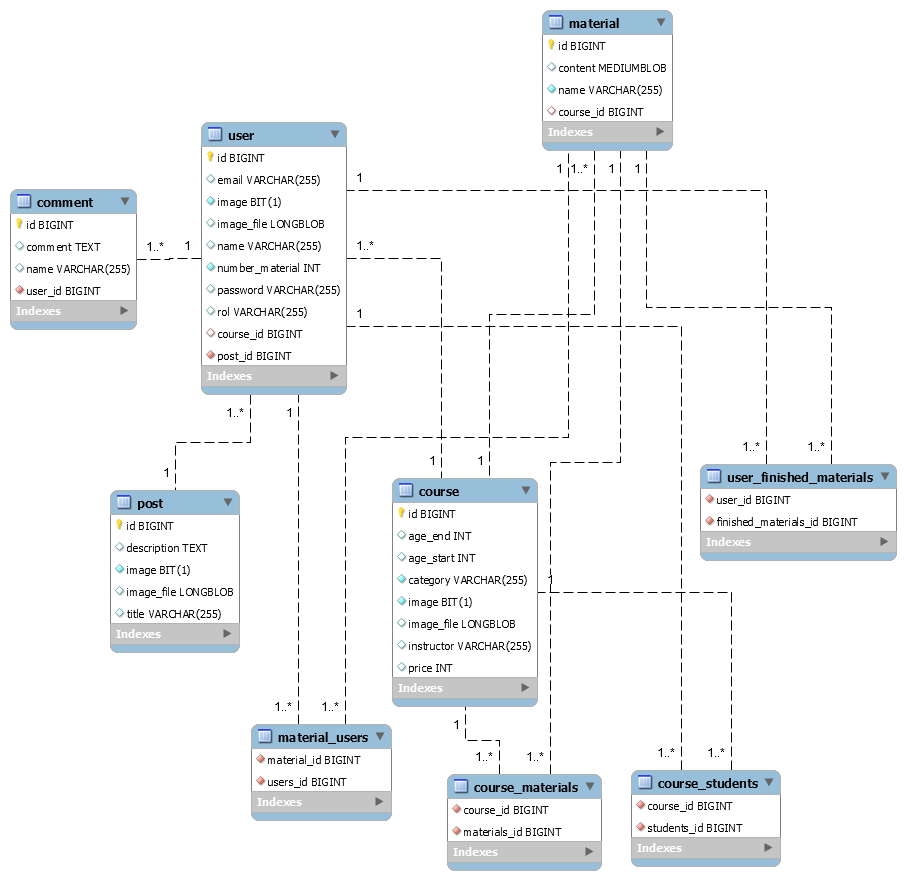 material
id BIGINT
content MEDIUMBLOB
name VARCHAR(255)
course_id BIGINT
Indexes
user
id BIGINT
email VARCHAR(255)
image BIT(1)
image_file LONGBLOB
name VARCHAR(255)
number_material INT
password VARCHAR(255)
rol VARCHAR(255)
course_id BIGINT
post_id BIGINT
Indexes
comment
id BIGINT
comment TEXT
name VARCHAR(255)
user_id BIGINT
Indexes
1..*
1
1
1..*
1
1
1..*
1
1
1..*
1
1
1
1
1..*
1..*
post
id BIGINT
description TEXT
image BIT(1)
image_file LONGBLOB
title VARCHAR(255)
Indexes
course
id BIGINT
age_end INT
age_start INT
category VARCHAR(255)
image BIT(1)
image_file LONGBLOB
instructor VARCHAR(255)
price INT
Indexes
1
user_finished_materials
user_id BIGINT
finished_materials_id BIGINT
Indexes
1..*
1..*
1
1..*
1..*
1..*
1..*
material_users
material_id BIGINT
users_id BIGINT
Indexes
course_materials
course_id BIGINT
materials_id BIGINT
Indexes
course_students
course_id BIGINT
students_id BIGINT
Indexes